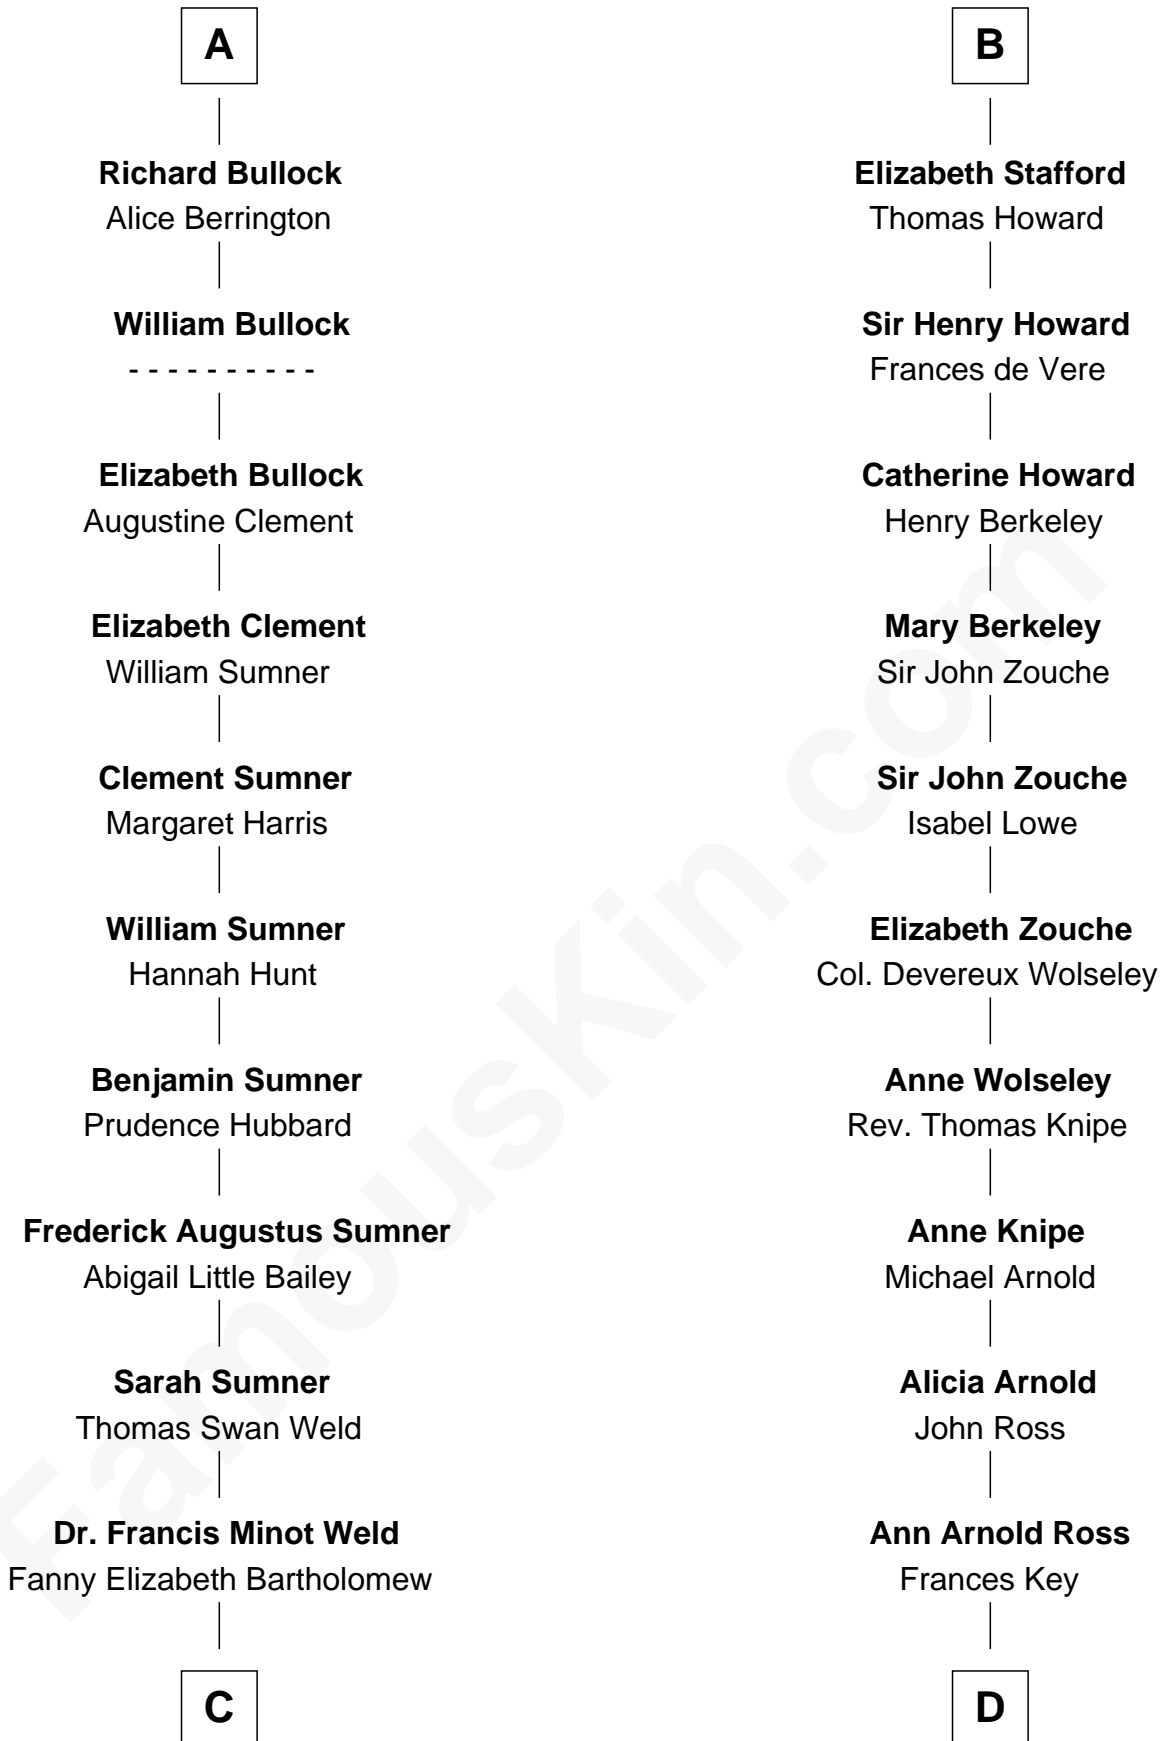 A
Richard Bullock
Alice Berrington
William Bullock
- - - - - - - - - -
Elizabeth Bullock
Augustine Clement
Elizabeth Clement
William Sumner
Clement Sumner
Margaret Harris
William Sumner
Hannah Hunt
Benjamin Sumner
Prudence Hubbard
Frederick Augustus Sumner
Abigail Little Bailey
Sarah Sumner
Thomas Swan Weld
Dr. Francis Minot Weld
Fanny Elizabeth Bartholomew
C
B
Elizabeth Stafford
Thomas Howard
Sir Henry Howard
Frances de Vere
Catherine Howard
Henry Berkeley
Mary Berkeley
Sir John Zouche
Sir John Zouche
Isabel Lowe
Elizabeth Zouche
Col. Devereux Wolseley
Anne Wolseley
Rev. Thomas Knipe
Anne Knipe
Michael Arnold
Alicia Arnold
John Ross
Ann Arnold Ross
Frances Key
D
FamousKin.com